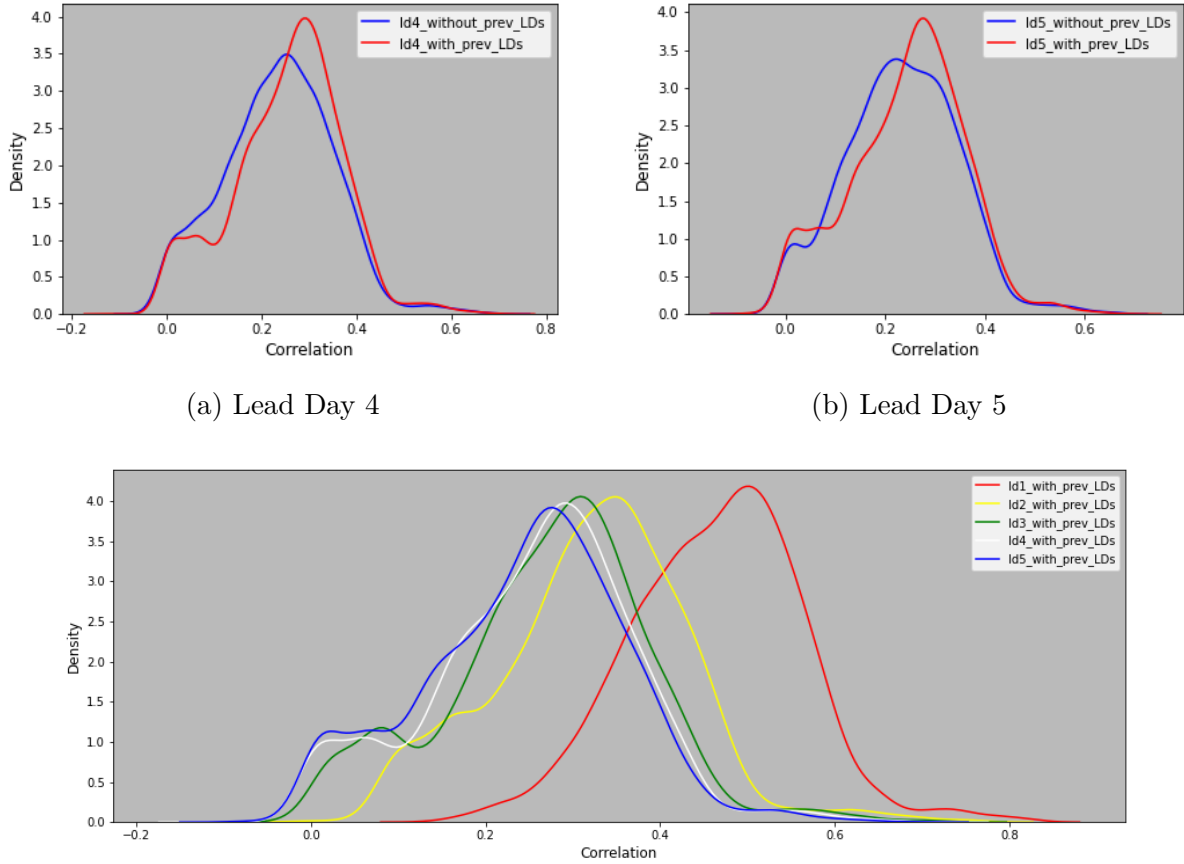 ld4_without_prev_LDs
ld4_with_prev_LDs
4.0
3.5
3.0
2.5
2.0
1.5
1.0
0.5
0.0
Density
−0.2 0.0 0.2 0.4 0.6 0.8
Correlation
(a) Lead Day 4
ld5_without_prev_LDs
ld5_with_prev_LDs
4.0
3.5
3.0
2.5
2.0
1.5
1.0
0.5
0.0
Density
0.0 0.2 0.4 0.6
Correlation
(b) Lead Day 5
ld1_with_prev_LDs
ld2_with_prev_LDs
ld3_with_prev_LDs
ld4_with_prev_LDs
ld5_with_prev_LDs
4.0
3.5
3.0
2.5
2.0
1.5
1.0
0.5
0.0
Density
−0.2 0.0 0.2 0.4 0.6 0.8
Correlation